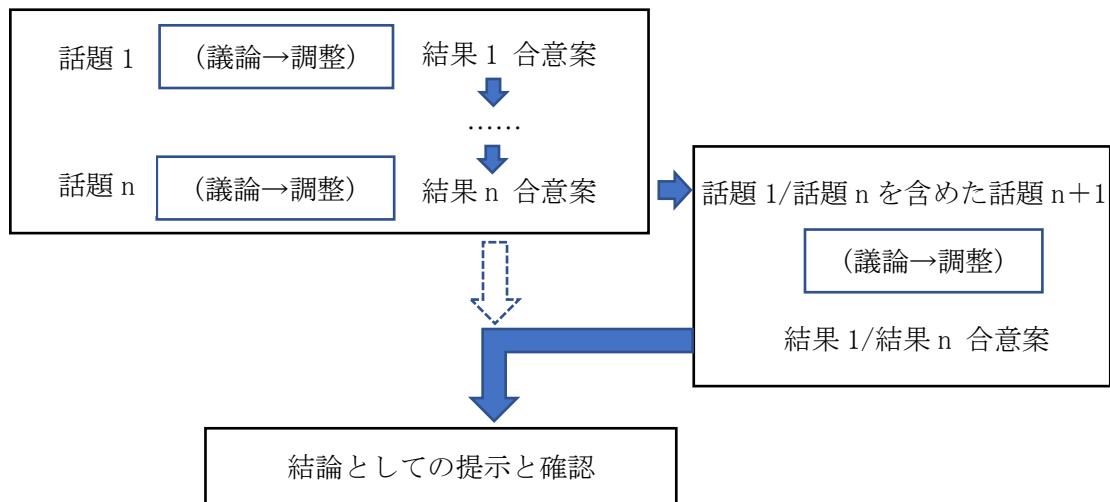 話題 1 (議論→調整) 結果 1 合意案
……
話題 n (議論→調整) 結果 n 合意案
話題 1/話題 n を含めた話題 n+1
(議論→調整)
結果 1/結果 n 合意案
結論としての提示と確認